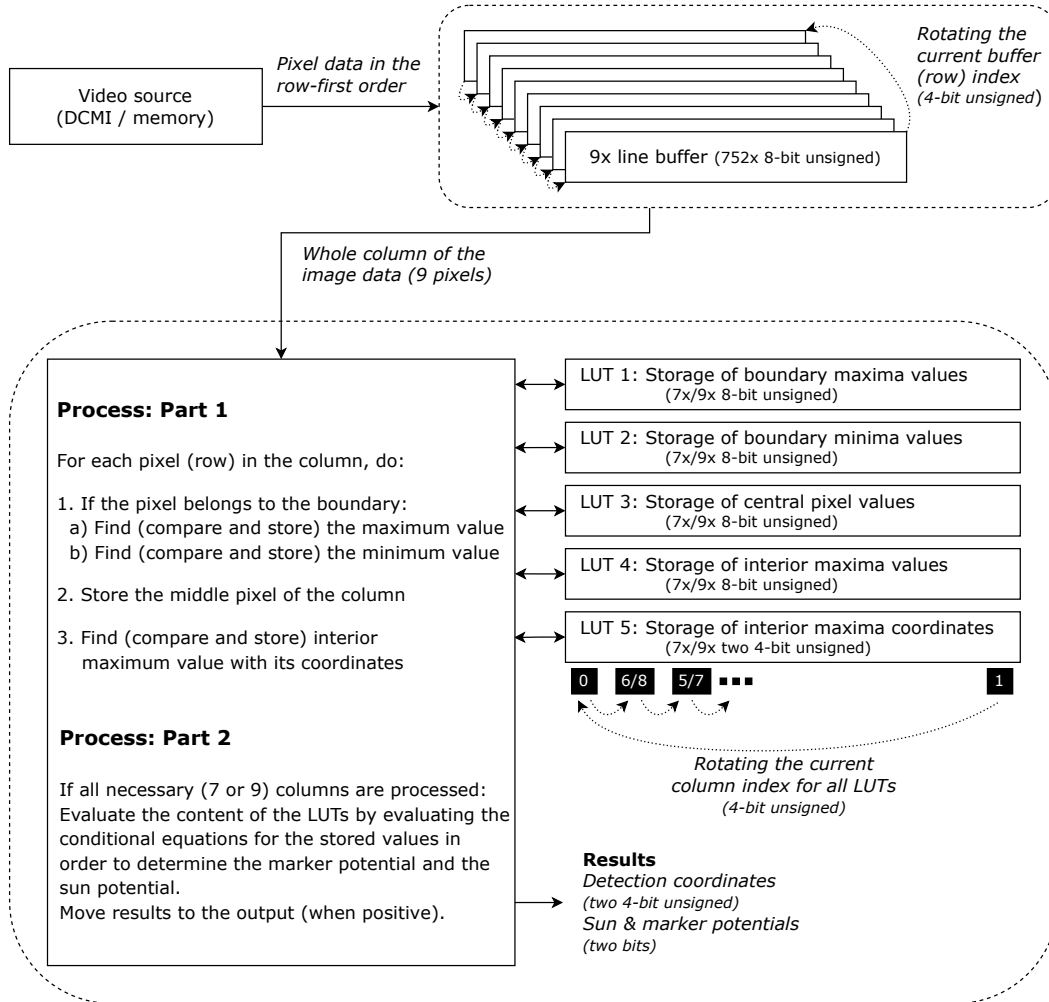 Video source
(DCMI / memory)
Pixel data in the
row-first order
Rotating the
current buffer
(row) index
(4-bit unsigned)
9x line buffer (752x 8-bit unsigned)
Whole column of the
image data (9 pixels)
Process: Part 1
For each pixel (row) in the column, do:
1. If the pixel belongs to the boundary:
a) Find (compare and store) the maximum value
b) Find (compare and store) the minimum value
2. Store the middle pixel of the column
3. Find (compare and store) interior
maximum value with its coordinates
Process: Part 2
If all necessary (7 or 9) columns are processed:
Evaluate the content of the LUTs by evaluating the
conditional equations for the stored values in
order to determine the marker potential and the
sun potential.
Move results to the output (when positive).
LUT 1: Storage of boundary maxima values
(7x/9x 8-bit unsigned)
LUT 2: Storage of boundary minima values
(7x/9x 8-bit unsigned)
LUT 3: Storage of central pixel values
(7x/9x 8-bit unsigned)
LUT 4: Storage of interior maxima values
(7x/9x 8-bit unsigned)
LUT 5: Storage of interior maxima coordinates
(7x/9x two 4-bit unsigned)
0 6/8 5/7 ▪▪▪ 1
Rotating the current
column index for all LUTs
(4-bit unsigned)
Results
Detection coordinates
(two 4-bit unsigned)
Sun & marker potentials
(two bits)